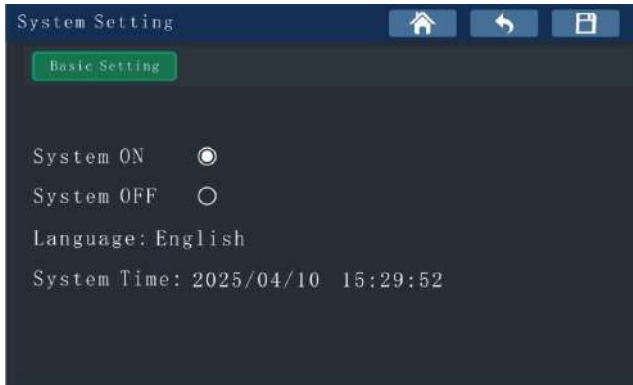 System Setting
Basic Setting
System ON
System OFF
Language: English
System Time: 2025/04/10 15:29:52